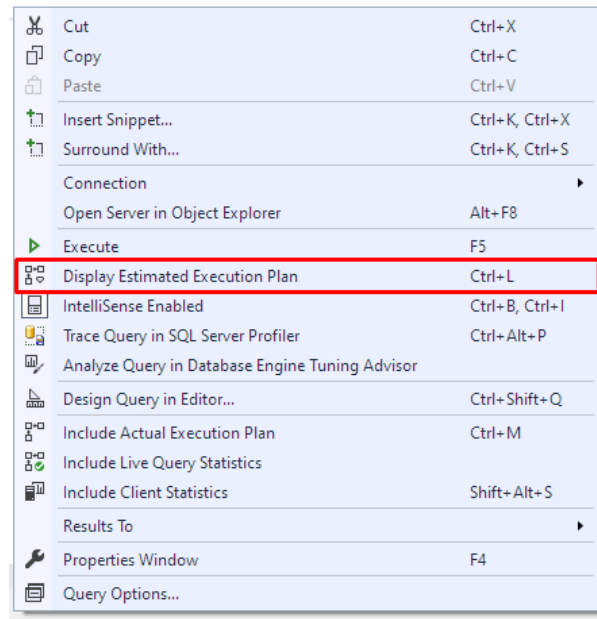 Cut Ctrl+X
Copy Ctrl+C
Paste Ctrl+V
Insert Snippet... Ctrl+K, Ctrl+X
Surround With... Ctrl+K, Ctrl+S
Connection
Open Server in Object Explorer Alt+F8
Execute F5
Display Estimated Execution Plan Ctrl+L
IntelliSense Enabled Ctrl+B, Ctrl+I
Trace Query in SQL Server Profiler Ctrl+Alt+P
Analyze Query in Database Engine Tuning Advisor
Design Query in Editor... Ctrl+Shift+Q
Include Actual Execution Plan Ctrl+M
Include Live Query Statistics
Include Client Statistics Shift+Alt+S
Results To
Properties Window F4
Query Options...